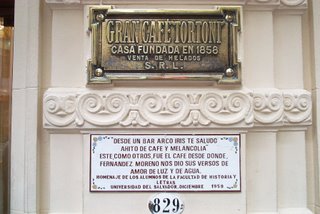 GRAN CAFE TORTONI
CASA FUNDADA EN 1858
VENTA DE HELADOS
S.R.L.
"DESDE UN BAR ARCO IRIS TE SALUDO
AHITO DE CAFE Y MELANCOLIA"
ESTE, COMO OTROS, FUE EL CAFE DESDE DONDE
FERNANDEZ MORENO NOS DIO SUS VERSOS DE
AMOR DE LUZ Y DE AGUA.
HOMENAJE DE LOS ALUMNOS DE LA FACULTAD DE HISTORIA Y
LETRAS
UNIVERSIDAD DEL SALVADOR. DICIEMBRE 1958
829